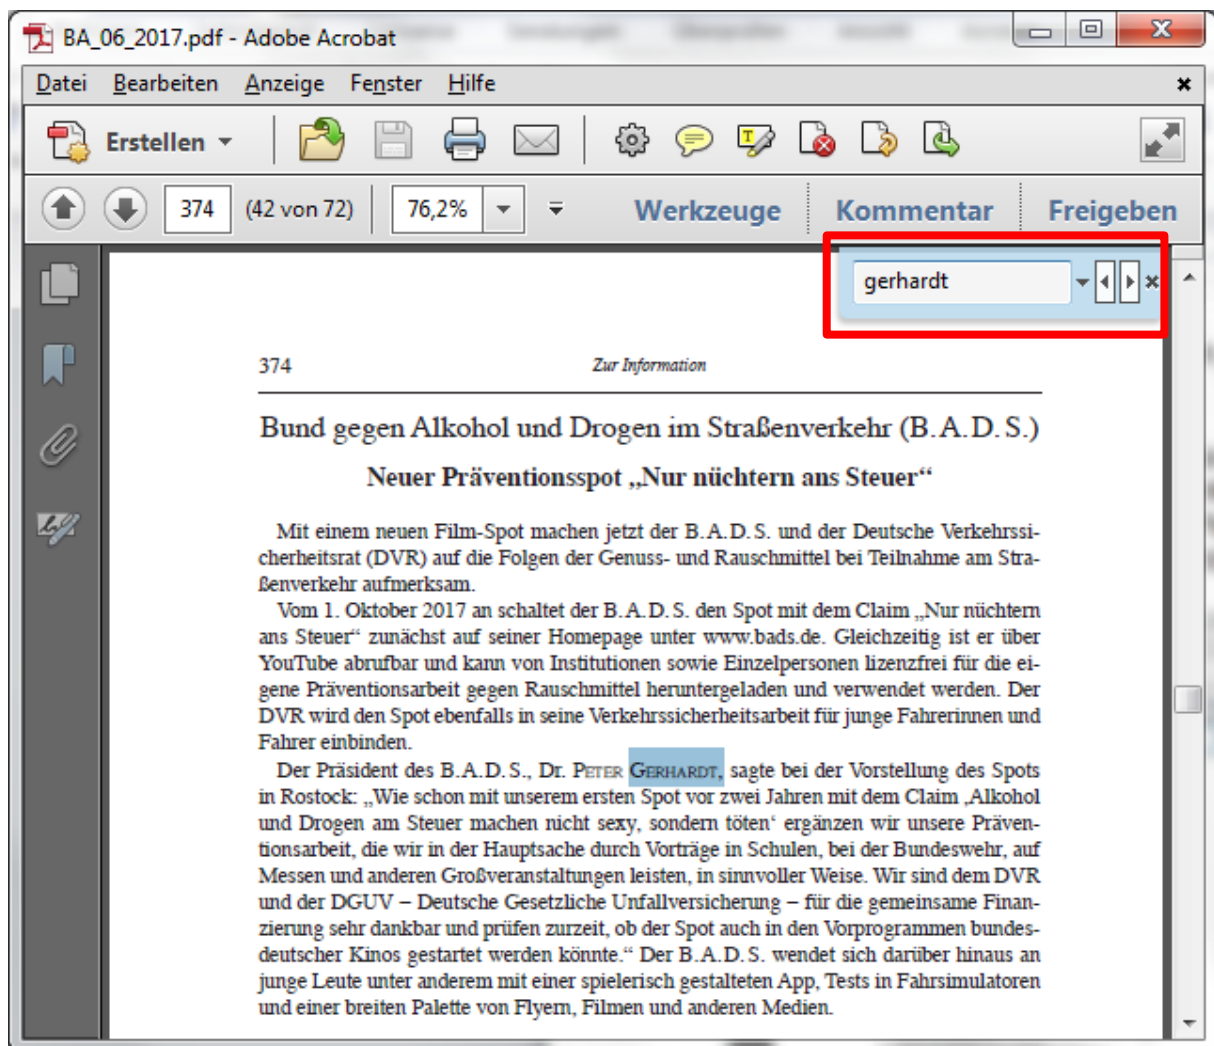 BA_06_2017.pdf - Adobe Acrobat
Datei Bearbeiten Anzeige Fenster Hilfe
Erstellen
374 (42 von 72) 76,2% Werkzeuge Kommentar Freigeben
gerhardt
374 Zur Information
Bund gegen Alkohol und Drogen im Straßenverkehr (B.A.D.S.)
Neuer Präventionsspot „Nur nüchtern ans Steuer“
Mit einem neuen Film-Spot machen jetzt der B.A.D.S. und der Deutsche Verkehrssi-
cherheitsrat (DVR) auf die Folgen der Genuss- und Rauschmittel bei Teilnahme am Stra-
ßenverkehr aufmerksam.
Vom 1. Oktober 2017 an schaltet der B.A.D.S. den Spot mit dem Claim „Nur nüchtern
ans Steuer“ zunächst auf seiner Homepage unter www.bads.de. Gleichzeitig ist er über
YouTube abrufbar und kann von Institutionen sowie Einzelpersonen lizenzfrei für die ei-
gene Präventionsarbeit gegen Rauschmittel heruntergeladen und verwendet werden. Der
DVR wird den Spot ebenfalls in seine Verkehrssicherheitsarbeit für junge Fahrerinnen und
Fahrer einbinden.
Der Präsident des B.A.D.S., Dr. PETER GERHARDT, sagte bei der Vorstellung des Spots
in Rostock: „Wie schon mit unserem ersten Spot vor zwei Jahren mit dem Claim ‚Alkohol
und Drogen am Steuer machen nicht sexy, sondern töten‘ ergänzen wir unsere Präven-
tionsarbeit, die wir in der Hauptsache durch Vorträge in Schulen, bei der Bundeswehr, auf
Messen und anderen Großveranstaltungen leisten, in sinnvoller Weise. Wir sind dem DVR
und der DGUV – Deutsche Gesetzliche Unfallversicherung – für die gemeinsame Finan-
zierung sehr dankbar und prüfen zurzeit, ob der Spot auch in den Vorprogrammen bundes-
deutscher Kinos gestartet werden könnte.“ Der B.A.D.S. wendet sich darüber hinaus an
junge Leute unter anderem mit einer spielerisch gestalteten App, Tests in Fahrsimulatoren
und einer breiten Palette von Flyern, Filmen und anderen Medien.